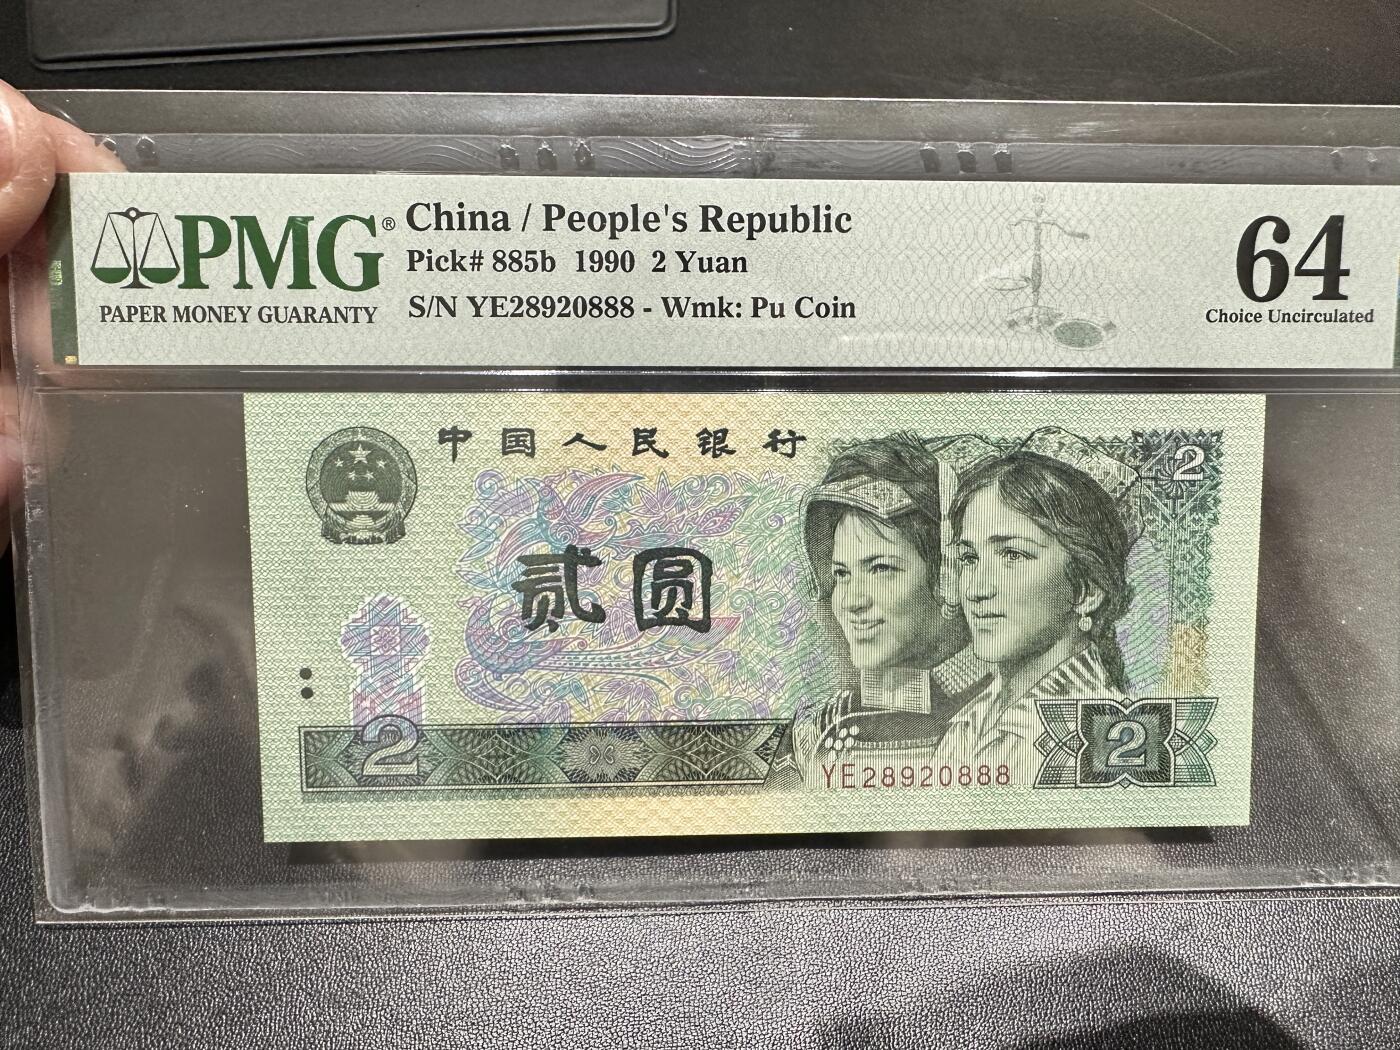 PMG®
PAPER MONEY GUARANTY
China / People's Republic
Pick# 885b 1990 2 Yuan
S/N YE28920888 - Wmk: Pu Coin
64
Choice Uncirculated
中国人民银行
2
贰圆
2
YE28920888
2